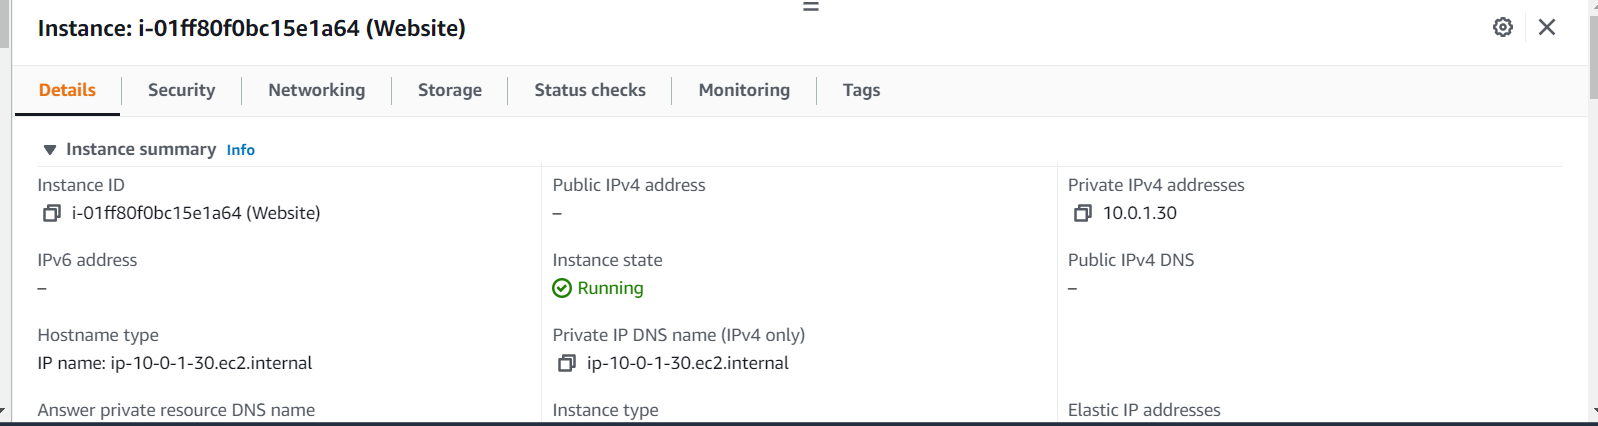 Instance: i-01ff80f0bc15e1a64 (Website)
Details Security Networking Storage Status checks Monitoring Tags
Instance summary Info
Instance ID Public IPv4 address Private IPv4 addresses
i-01ff80f0bc15e1a64 (Website) – 10.0.1.30
IPv6 address Instance state Public IPv4 DNS
– Running –
Hostname type Private IP DNS name (IPv4 only)
IP name: ip-10-0-1-30.ec2.internal ip-10-0-1-30.ec2.internal
Answer private resource DNS name Instance type Elastic IP addresses